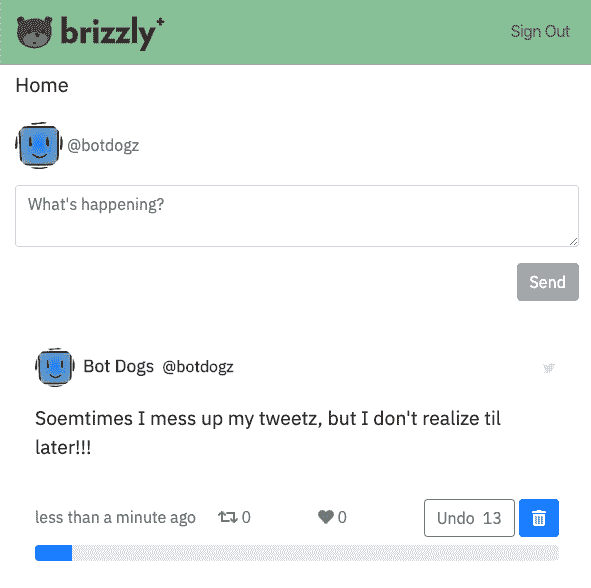 brizzly+
Sign Out
Home
@botdogz
What's happening?
Send
Bot Dogs @botdogz
Soemtimes I mess up my tweetz, but I don't realize til
later!!!
less than a minute ago 0 0 Undo 13